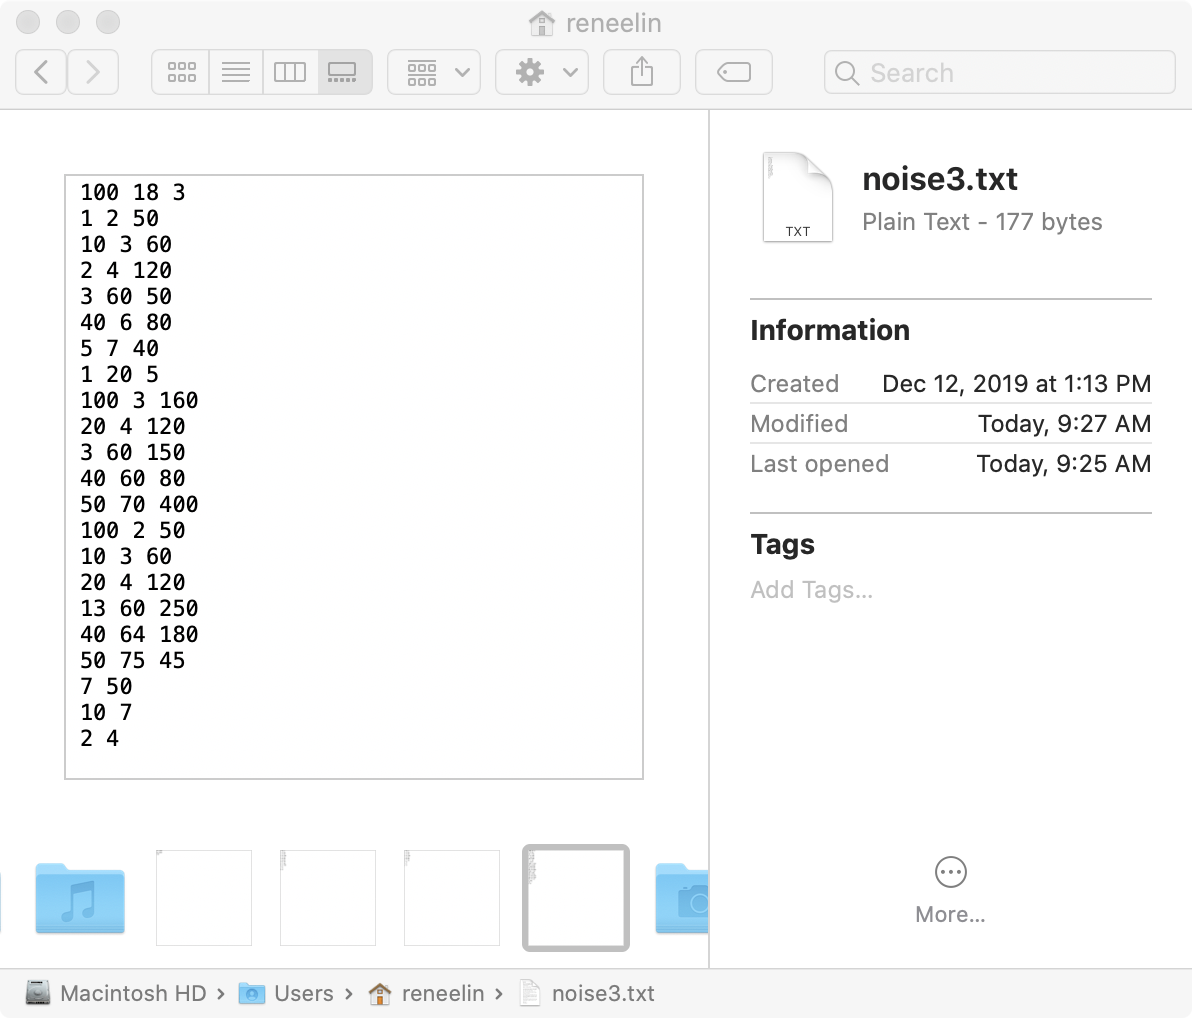 reneelin
Search
100 18 3
1 2 50
10 3 60
2 4 120
3 60 50
40 6 80
5 7 40
1 20 5
100 3 160
20 4 120
3 60 150
40 60 80
50 70 400
100 2 50
10 3 60
20 4 120
13 60 250
40 64 180
50 75 45
7 50
10 7
2 4
TXT
noise3.txt
Plain Text - 177 bytes
Information
Created Dec 12, 2019 at 1:13 PM
Modified Today, 9:27 AM
Last opened Today, 9:25 AM
Tags
Add Tags...
More...
Macintosh HD › Users › reneelin › noise3.txt